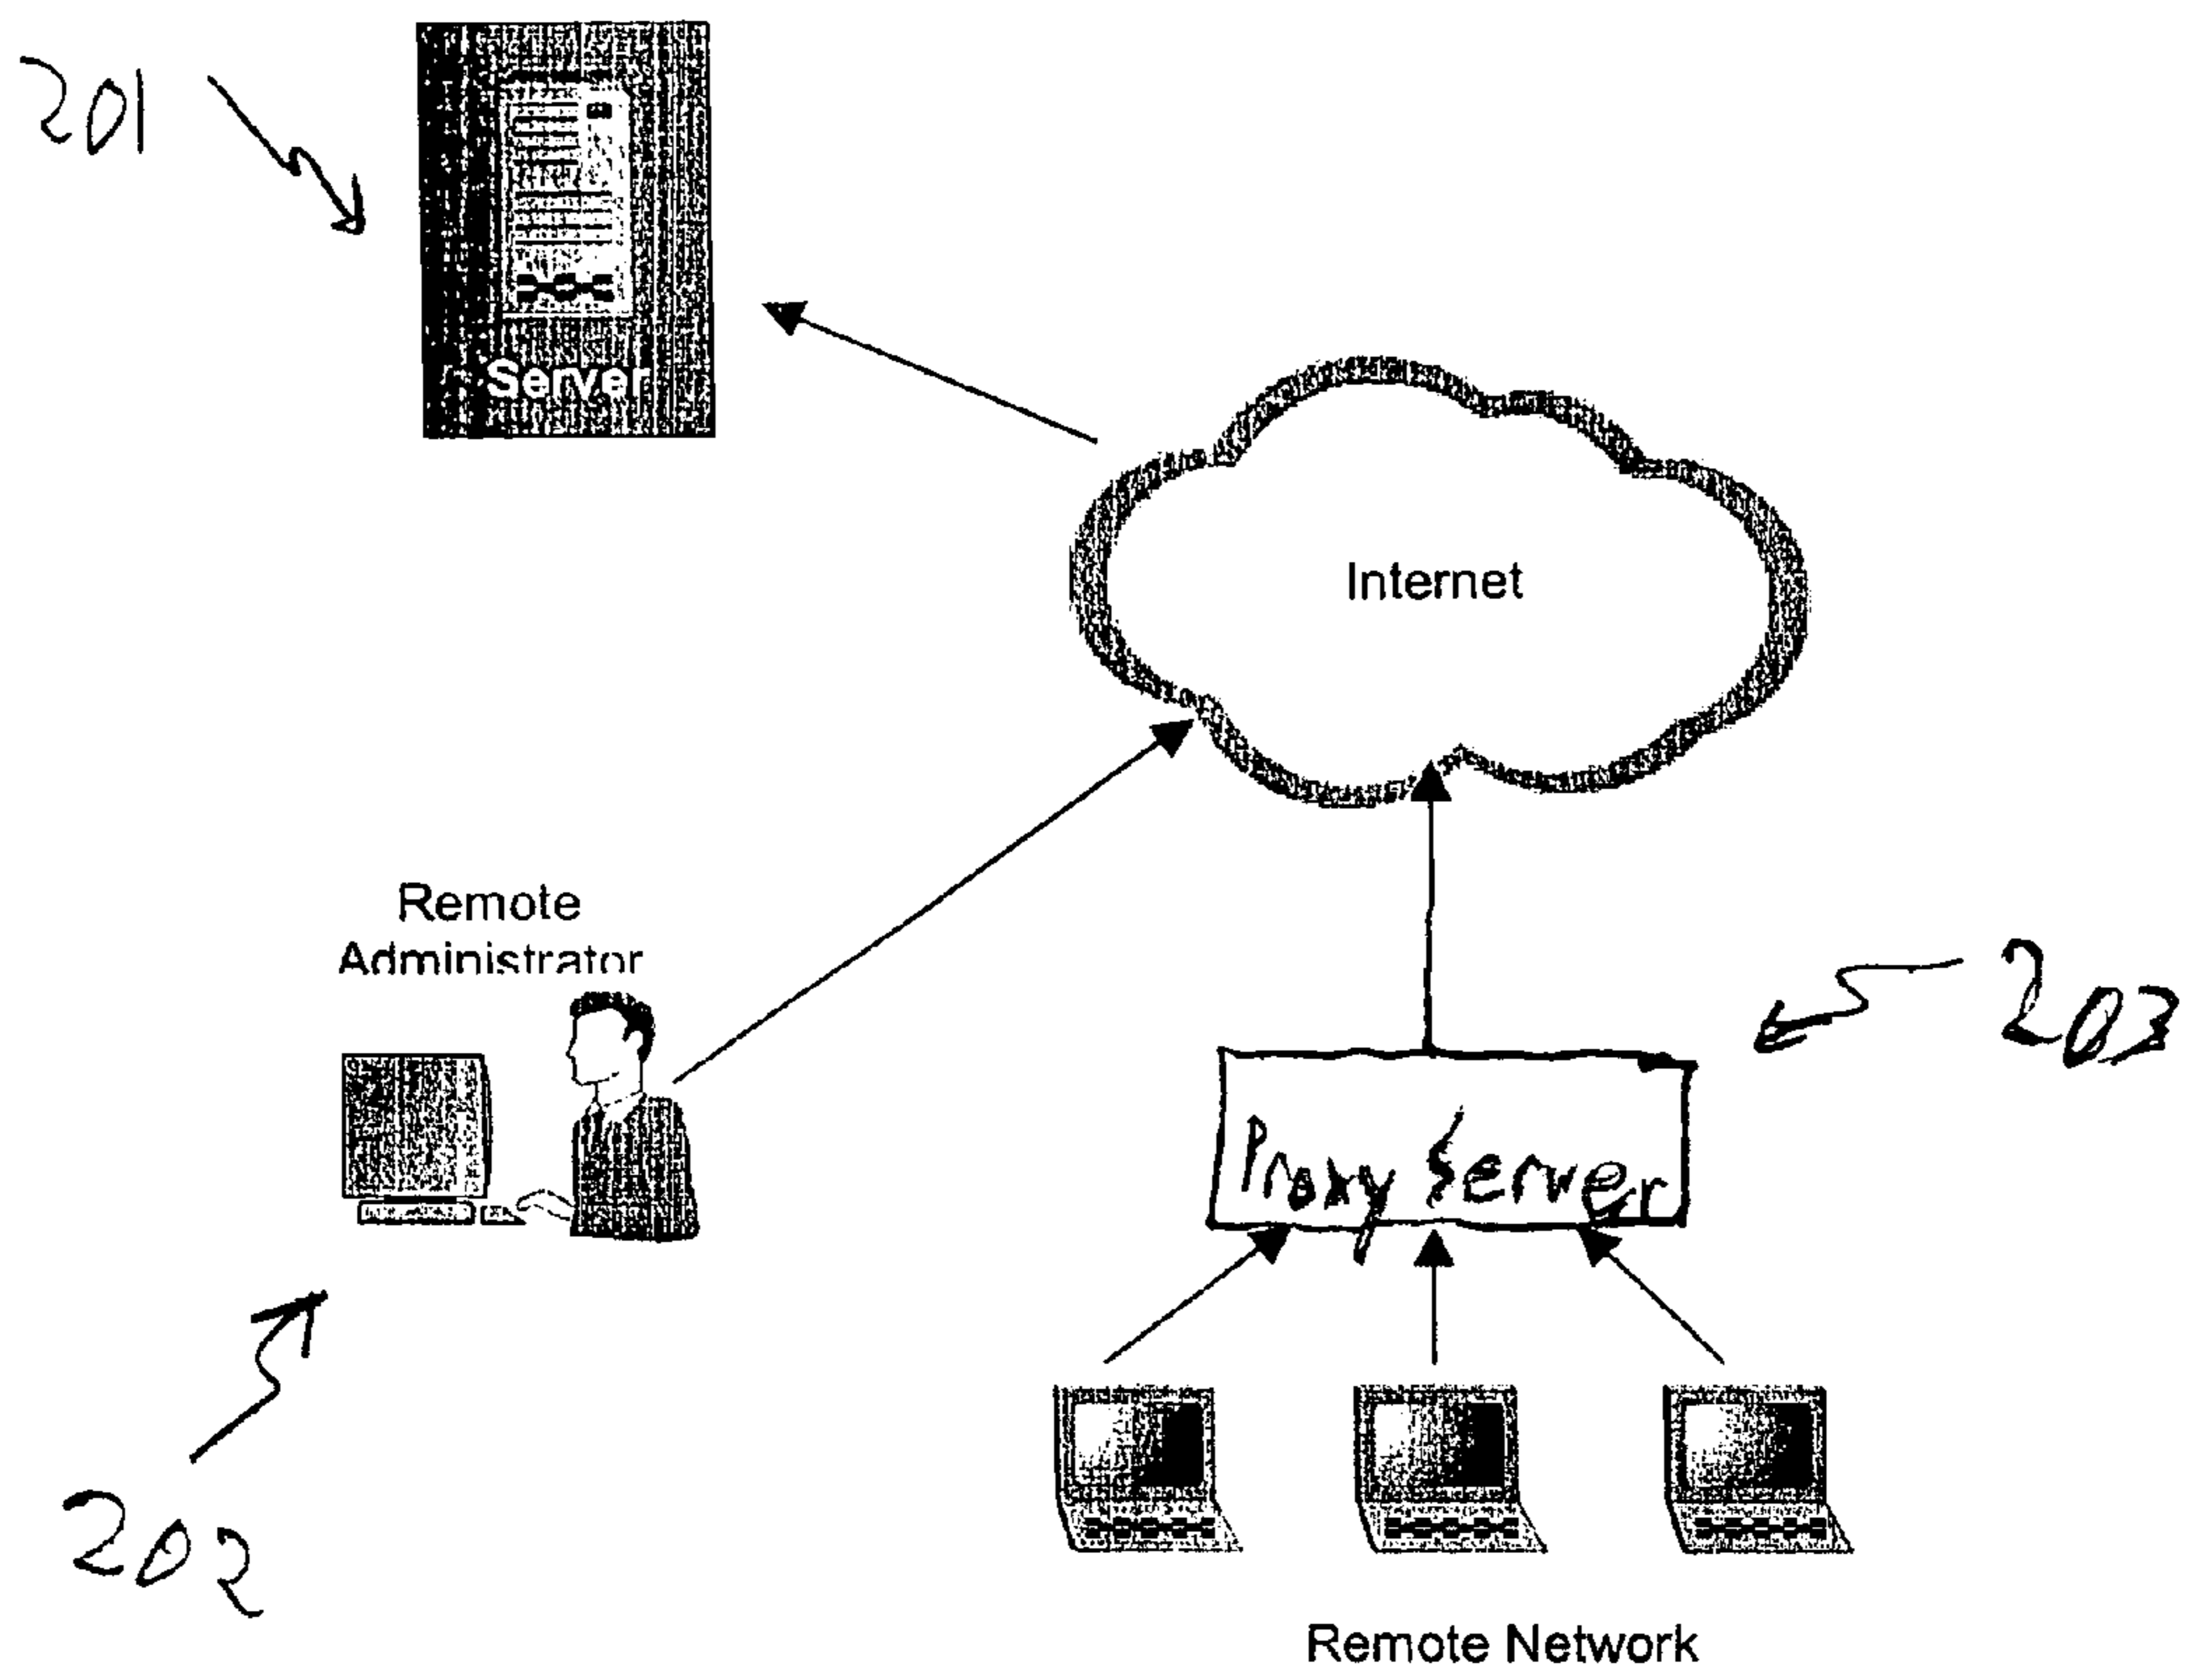 201
Server
Internet
Remote
Administrator
203
Proxy Server
202
Remote Network